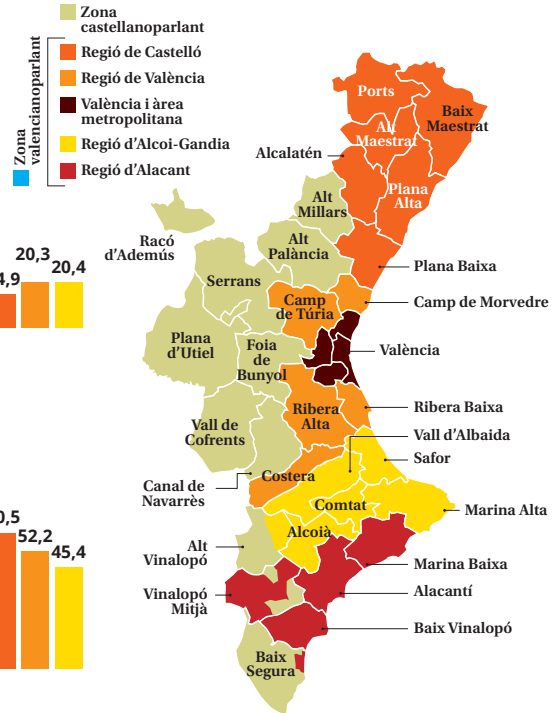 Zona
castellanoparlant
Regió de Castelló
Regió de València
València i àrea
metropolitana
Regió d'Alcoi-Gandia
Regió d'Alacant
Zona
valencianoparlant
Ports
Baix
Maestrat
Alt
Maestrat
Alcalatén
Plana
Alta
Alt
Millars
Racó
d'Ademús
Alt
Palància
Plana Baixa
Serrans
Camp
de Túria
Camp de Morvedre
20,3
20,4
Plana
d'Utiel
Foia
de
Bunyol
València
Ribera
Alta
Ribera Baixa
Vall de
Cofrents
Vall d'Albaida
Safor
Canal de
Navarrès
Costera
Comtat
Marina Alta
Alcoià
Alt
Vinalopó
Marina Baixa
52,2
45,4
Vinalopó
Mitjà
Alacantí
Baix Vinalopó
Baix
Segura